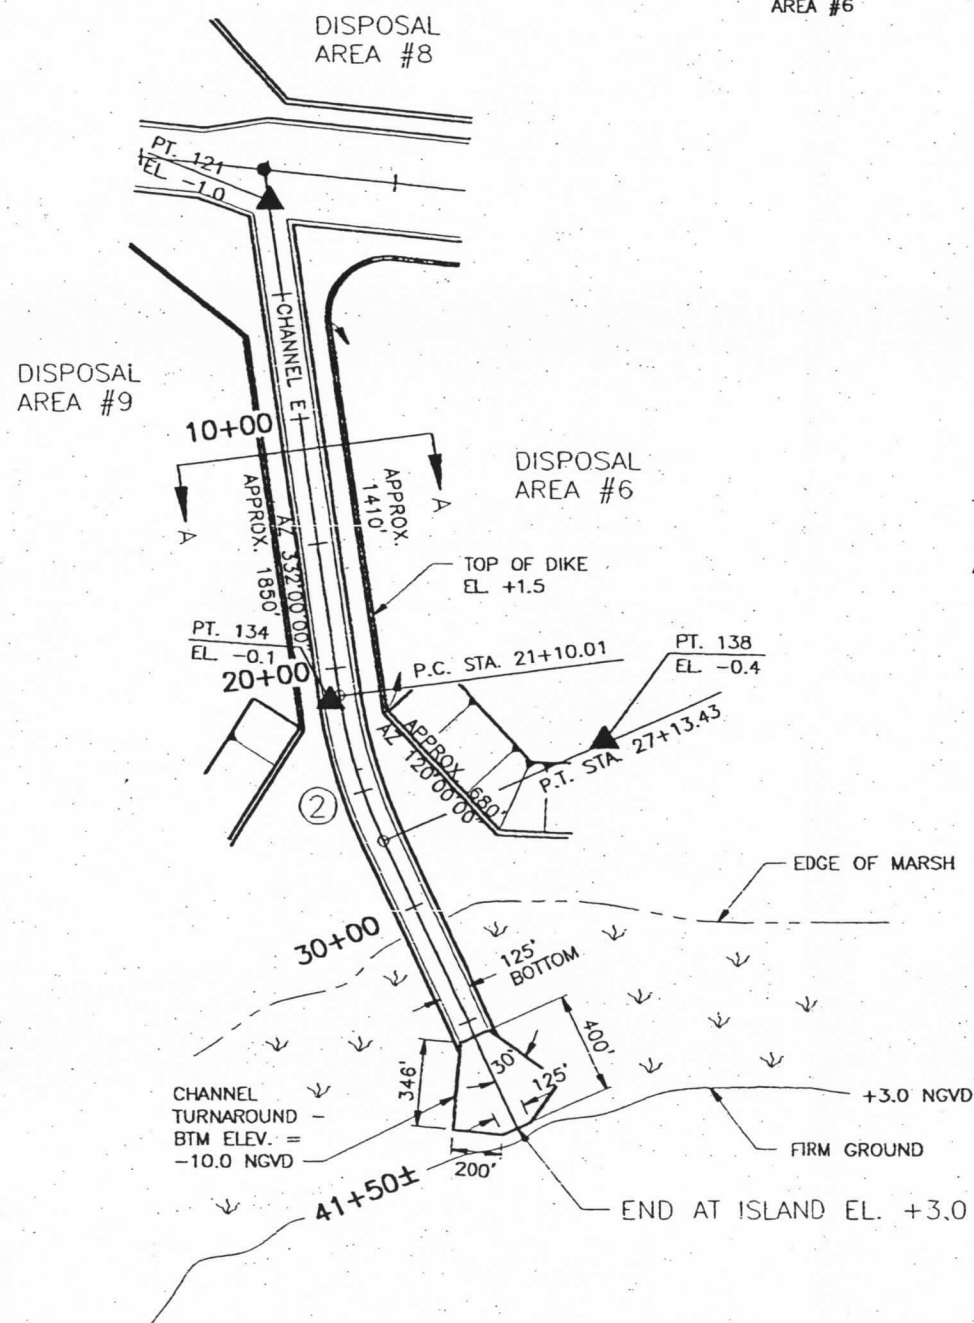 AREA #6
DISPOSAL
AREA #8
PT. 121
EL. -1.0
CHANNEL E
DISPOSAL
AREA #9
10+00
DISPOSAL
AREA #6
A
A
APPROX.
1410'
APPROX. 1850'
AZ 332°00'00"
TOP OF DIKE
EL. +1.5
PT. 134
EL. -0.1
20+00
P.C. STA. 21+10.01
PT. 138
EL. -0.4
APPROX. 680'
AZ 120°00'00"
P.T. STA. 27+13.43
2
EDGE OF MARSH
30+00
125'
BOTTOM
400'
30'
125'
346'
CHANNEL
TURNAROUND -
BTM ELEV. =
-10.0 NGVD
+3.0 NGVD
FIRM GROUND
200'
41+50±
END AT ISLAND EL. +3.0